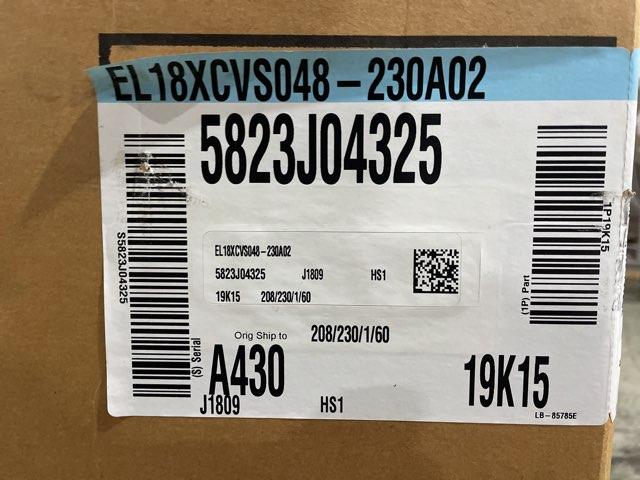 EL18XCVS048-230A02
5823J04325
EL18XCVS048-230A02
5823J04325 J1809 HS1
19K15 208/230/1/60
S5823J04325
(S) Serial
1P19K15
(1P) Part
Orig Ship to 208/230/1/60
A430 19K15
J1809 HS1
LB-85785E